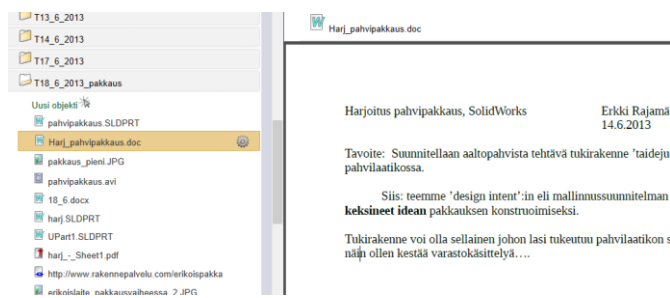 T13_6_2013
T14_6_2013
T17_6_2013
T18_6_2013_pakkaus
Uusi objekti
pahvipakkaus.SLDPRT
Harj_pahvipakkaus.doc
pakkaus_pieni.JPG
pahvipakkaus.avi
18_6.docx
harj.SLDPRT
UPart1.SLDPRT
harj_-_Sheet1.pdf
http://www.rakennepalvelu.com/erikoispakka
erikoislaite_pakkausvaiheessa_2.JPG
Harj_pahvipakkaus.doc
Harjoitus pahvipakkaus, SolidWorks Erkki Rajamä
14.6.2013
Tavoite: Suunnitellaan aaltopahvista tehtävä tukirakenne 'taideju
pahvilaatikossa.
Siis: teemme 'design intent':in eli mallinnussuunnitelman
keksineet idean pakkauksen konstruoimiseksi.
Tukirakenne voi olla sellainen johon lasi tukeutuu pahvilaatikon s
näin ollen kestää varastokäsittelyä….